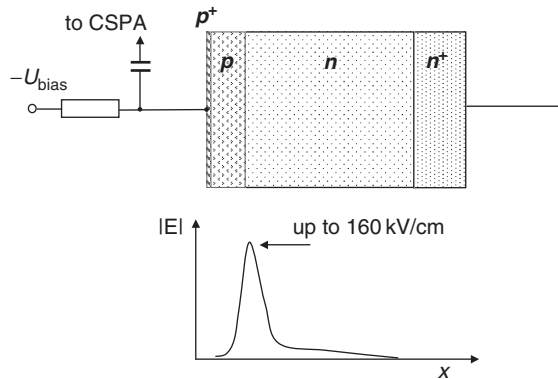 to CSPA
p+
−Ubias
p
n
n+
|E|
up to 160 kV/cm
x